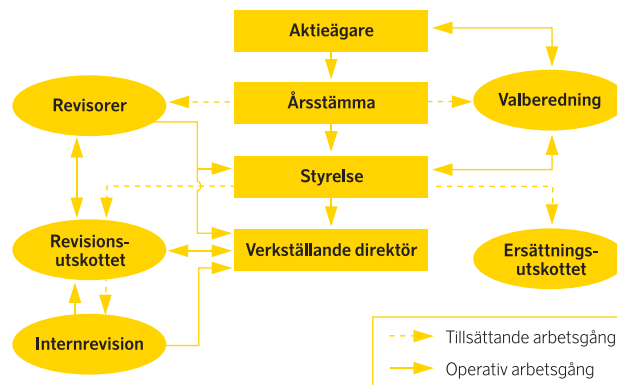 Aktieägare
Revisorer
Årsstämma
Valberedning
Styrelse
Revisions-
utskottet
Verkställande direktör
Ersättnings-
utskottet
Internrevision
Tillsättande arbetsgång
Operativ arbetsgång